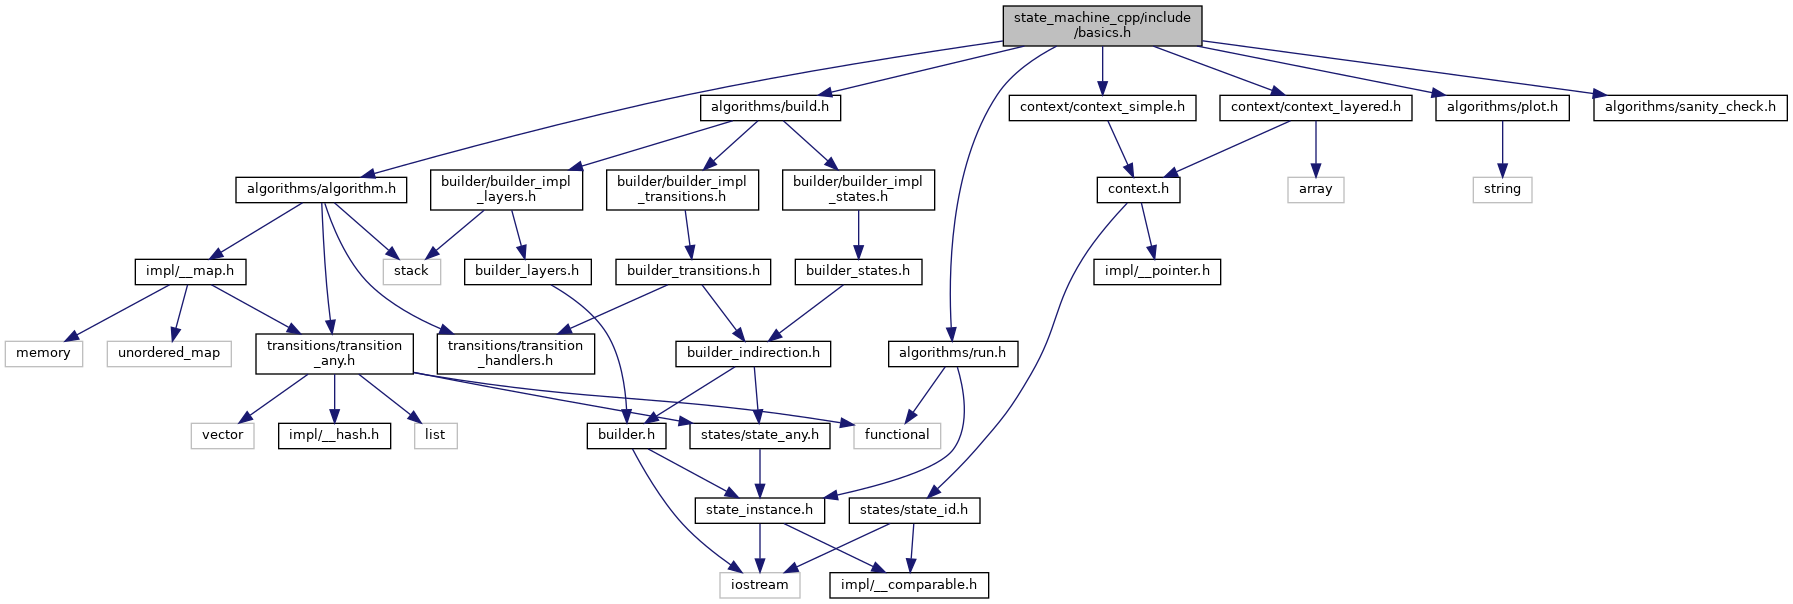 state_machine_cpp/include
/basics.h
algorithms/build.h
context/context_simple.h
context/context_layered.h
algorithms/plot.h
algorithms/sanity_check.h
algorithms/algorithm.h
builder/builder_impl
_layers.h
builder/builder_impl
_transitions.h
builder/builder_impl
_states.h
context.h
array
string
impl/__map.h
stack
builder_layers.h
builder_transitions.h
builder_states.h
impl/__pointer.h
memory
unordered_map
transitions/transition
_any.h
transitions/transition
_handlers.h
builder_indirection.h
algorithms/run.h
vector
impl/__hash.h
list
builder.h
states/state_any.h
functional
state_instance.h
states/state_id.h
iostream
impl/__comparable.h